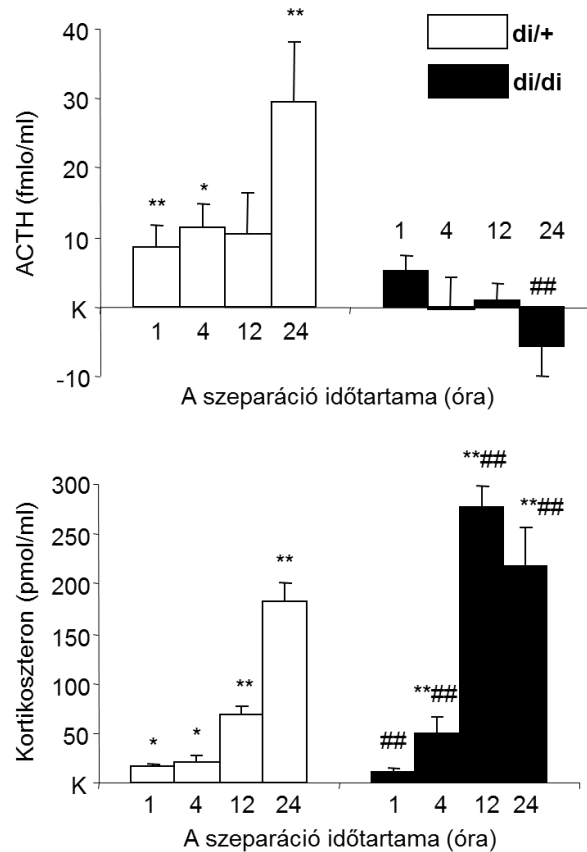 ACTH (fmlo/ml)
40
30
20
10
K
-10
**
*
**
di/+
di/di
1 4 12 24
1 4 12 24
##
A szeparáció időtartama (óra)
Kortikoszteron (pmol/ml)
300
250
200
150
100
50
K
*
*
**
**
##
**##
**##
**##
1 4 12 24
1 4 12 24
A szeparáció időtartama (óra)